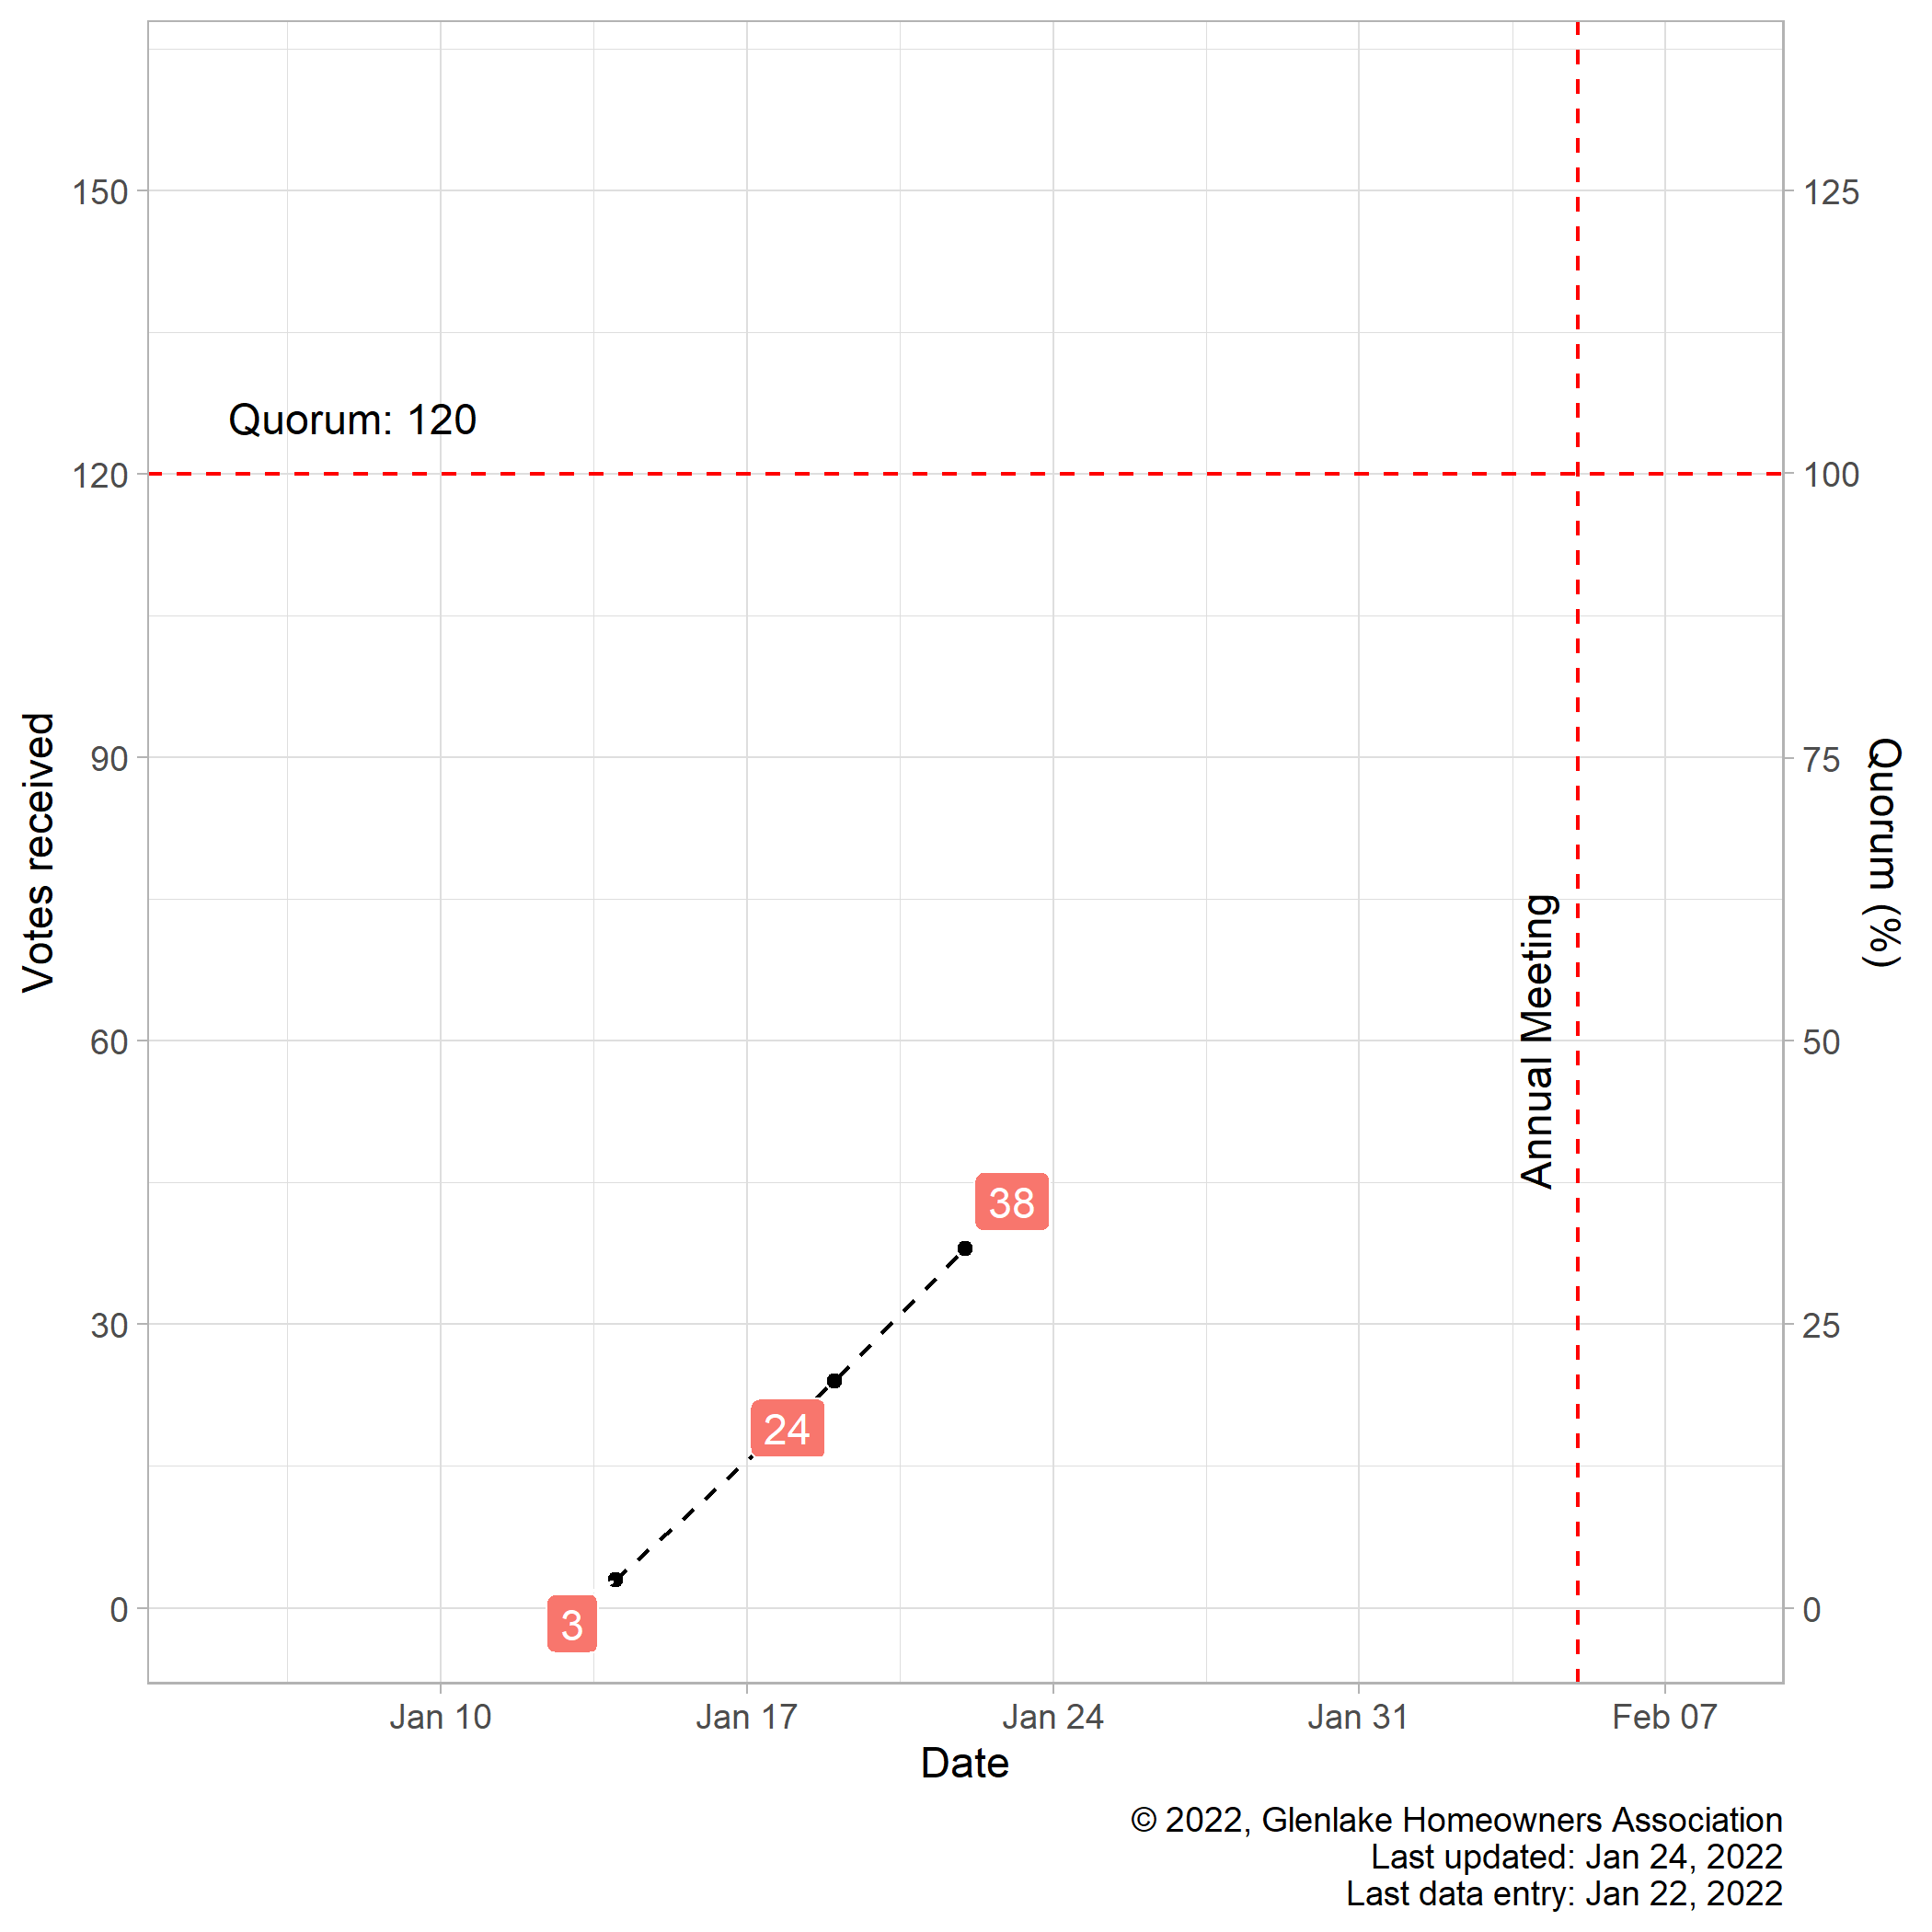 150
125
Quorum: 120
120
100
90
75
Votes received
Quorum (%)
Annual Meeting
60
50
38
30
25
24
3
0
0
Jan 10
Jan 17
Jan 24
Jan 31
Feb 07
Date
© 2022, Glenlake Homeowners Association
Last updated: Jan 24, 2022
Last data entry: Jan 22, 2022